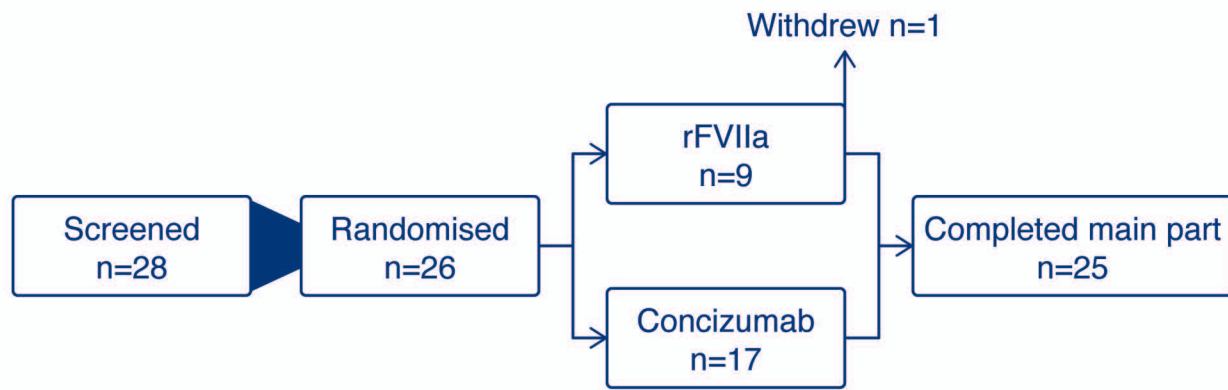 Withdrew n=1
rFVIIa
n=9
Screened
n=28
Randomised
n=26
Completed main part
n=25
Concizumab
n=17